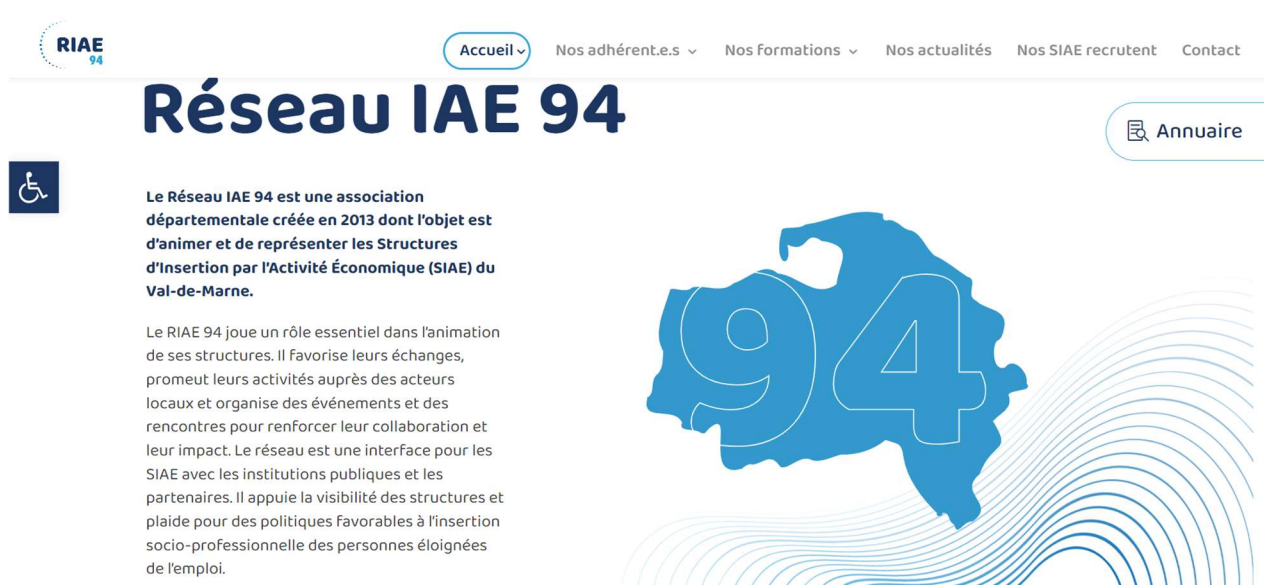 RIAE
94
Accueil
Nos adhérent.e.s
Nos formations
Nos actualités
Nos SIAE recrutent
Contact
Réseau IAE 94
Annuaire
Le Réseau IAE 94 est une association
départementale créée en 2013 dont l'objet est
d'animer et de représenter les Structures
d'Insertion par l'Activité Économique (SIAE) du
Val-de-Marne.
Le RIAE 94 joue un rôle essentiel dans l'animation
de ses structures. Il favorise leurs échanges,
promeut leurs activités auprès des acteurs
locaux et organise des événements et des
rencontres pour renforcer leur collaboration et
leur impact. Le réseau est une interface pour les
SIAE avec les institutions publiques et les
partenaires. Il appuie la visibilité des structures et
plaide pour des politiques favorables à l'insertion
socio-professionnelle des personnes éloignées
de l'emploi.
94